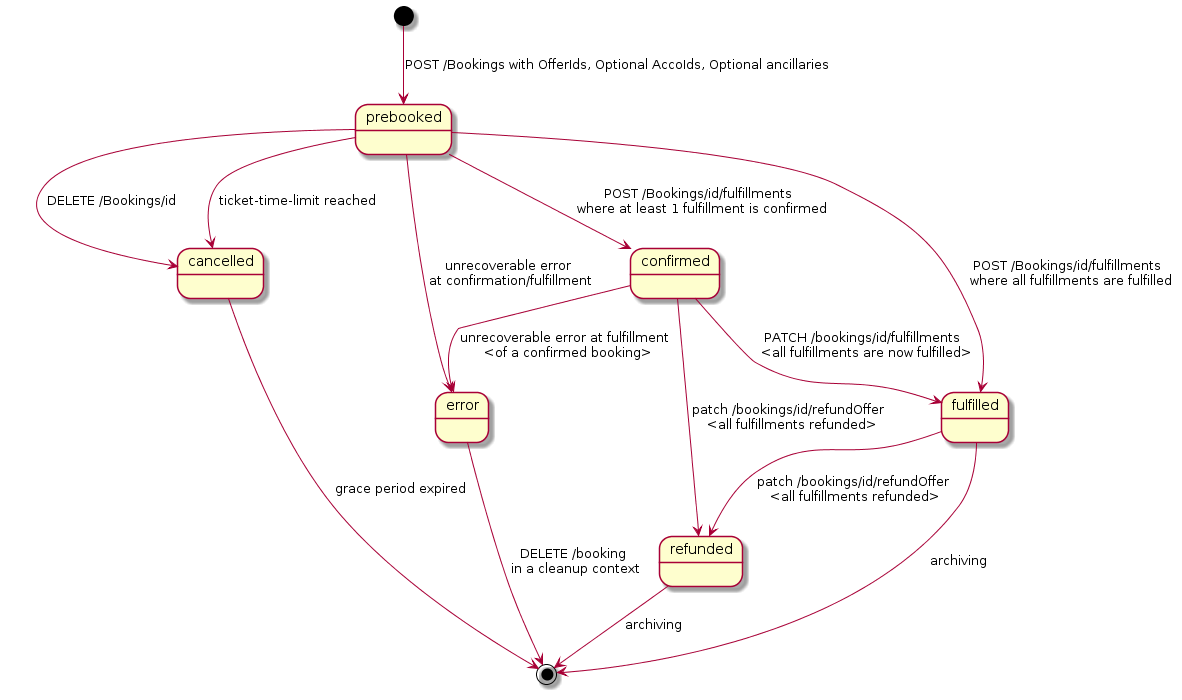 POST /Bookings with OfferIds, Optional AccoIds, Optional ancillaries
prebooked
DELETE /Bookings/id
ticket-time-limit reached
POST /Bookings/id/fulfillments
where at least 1 fulfillment is confirmed
cancelled
confirmed
unrecoverable error
at confirmation/fulfillment
POST /Bookings/id/fulfillments
where all fulfillments are fulfilled
unrecoverable error at fulfillment
<of a confirmed booking>
PATCH /bookings/id/fulfillments
<all fulfillments are now fulfilled>
error
patch /bookings/id/refundOffer
<all fulfillments refunded>
fulfilled
grace period expired
patch /bookings/id/refundOffer
<all fulfillments refunded>
DELETE /booking
in a cleanup context
refunded
archiving
archiving